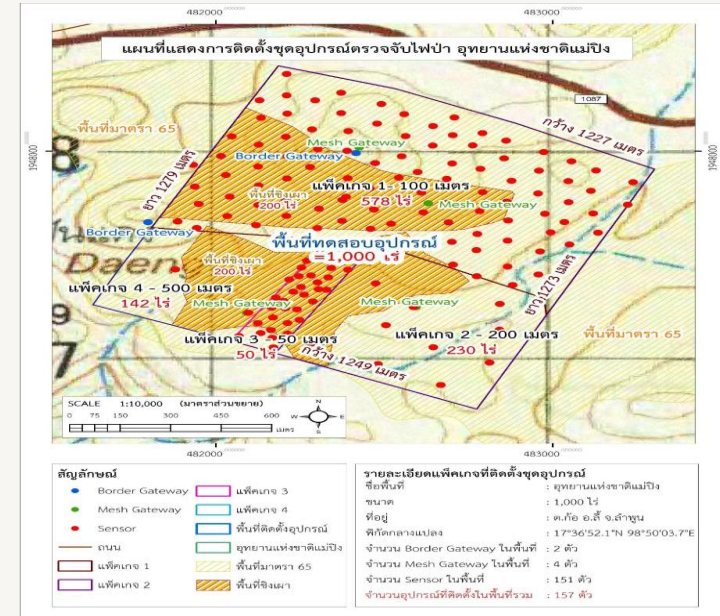 482000
483000
แผนที่แสดงการติดตั้งชุดอุปกรณ์ตรวจจับไฟป่า อุทยานแห่งชาติแม่ปิง
1087
พื้นที่มาตรา 65
กว้าง 1227 เมตร
1948000
1948000
8
Mesh Gateway
Border Gateway
ยาว 1279 เมตร
แพ็คเกจ 1- 100 เมตร
578 ไร่
พื้นที่ชิงเผา
200 ไร่
Mesh Gateway
Border Gateway
พื้นที่ทดสอบอุปกรณ์
=1,000 ไร่
Daen
พื้นที่ชิงเผา
200 ไร่
แพ็คเกจ 4 - 500 เมตร
142 ไร่
Mesh Gateway
Mesh Gateway
ยาว 1273 เมตร
9
แพ็คเกจ 3 - 50 เมตร
50 ไร่
แพ็คเกจ 2 - 200 เมตร
230 ไร่
พื้นที่มาตรา 65
7
กว้าง 1249 เมตร
SCALE 1:10,000 (มาตราส่วนขยาย)
0 75 150 300 450 600
เมตร
N
W E
S
482000
483000
สัญลักษณ์
Border Gateway
แพ็คเกจ 3
Mesh Gateway
แพ็คเกจ 4
Sensor
พื้นที่ติดตั้งอุปกรณ์
ถนน
อุทยานแห่งชาติแม่ปิง
แพ็คเกจ 1
พื้นที่มาตรา 65
แพ็คเกจ 2
พื้นที่ชิงเผา
รายละเอียดแพ็คเกจที่ติดตั้งชุดอุปกรณ์
ชื่อพื้นที่ : อุทยานแห่งชาติแม่ปิง
ขนาด : 1,000 ไร่
ที่อยู่ : ต.ก้อ อ.ลี้ จ.ลำพูน
พิกัดกลางแปลง : 17°36'52.1"N 98°50'03.7"E
จำนวน Border Gateway ในพื้นที่ : 2 ตัว
จำนวน Mesh Gateway ในพื้นที่ : 4 ตัว
จำนวน Sensor ในพื้นที่ : 151 ตัว
จำนวนอุปกรณ์ที่ติดตั้งในพื้นที่รวม : 157 ตัว